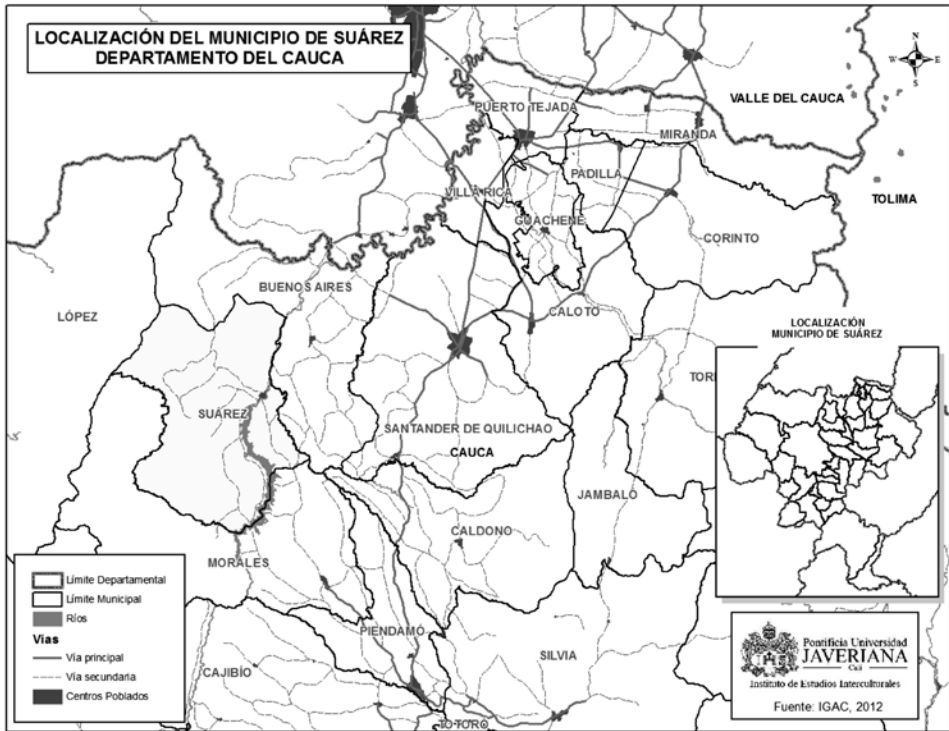 LOCALIZACIÓN DEL MUNICIPIO DE SUÁREZ
DEPARTAMENTO DEL CAUCA
N
W
E
S
VALLE DEL CAUCA
PUERTO TEJADA
MIRANDA
PADILLA
TOLIMA
VILLA RICA
GUACHENE
CORINTO
BUENOS AIRES
LÓPEZ
CALOTO
LOCALIZACIÓN
MUNICIPIO DE SUÁREZ
SUÁREZ
SANTANDER DE QUILICHAO
CAUCA
JAMBALÓ
CALDONO
MORALES
PIENDAMÓ
SILVIA
CAJIBÍO
TOTORO
Límite Departamental
Límite Municipal
Ríos
Vías
Vía principal
Vía secundaria
Centros Poblados
Pontificia Universidad
JAVERIANA
Cali
Instituto de Estudios Interculturales
Fuente: IGAC, 2012